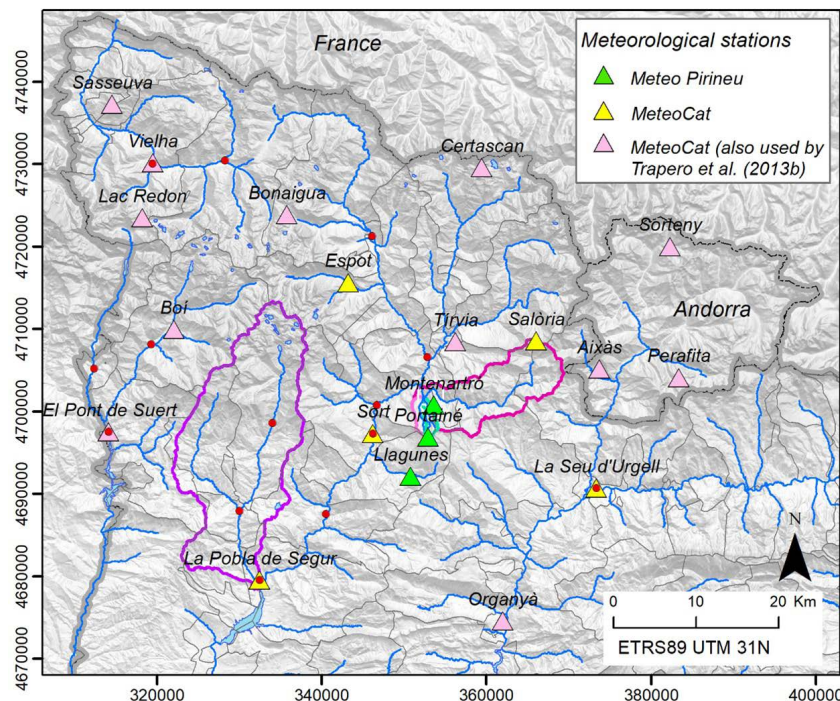 France
Meteorological stations
Meteo Pirineu
MeteoCat
MeteoCat (also used by
Trapero et al. (2013b)
Sasseuva
Vielha
Certascan
Lac Redon
Bonaigua
Sorteny
Espot
Andorra
Boí
Tírvia
Salòria
Aixàs
Perafita
Montenartró
El Pont de Suert
Sort
Portainé
Llagunes
La Seu d'Urgell
La Pobla de Segur
Organyà
N
0 10 20 Km
ETRS89 UTM 31N
4740000
4730000
4720000
4710000
4700000
4690000
4680000
4670000
320000 340000 360000 380000 400000